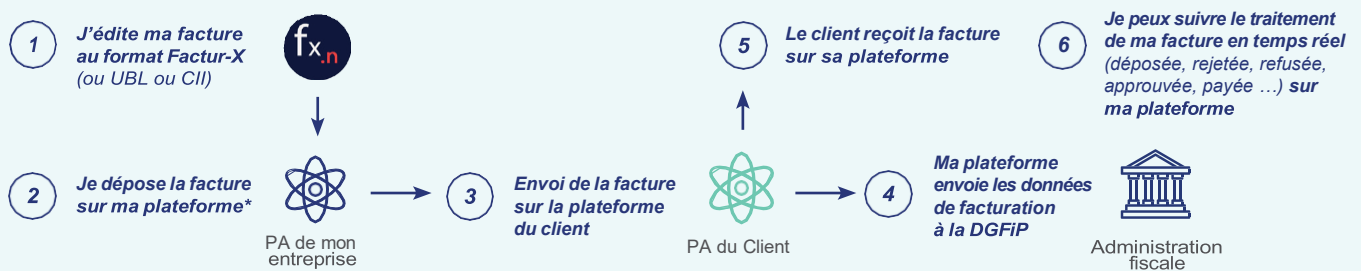 1
J’édite ma facture
au format Factur-X
(ou UBL ou CII)
fx.n
2
Je dépose la facture
sur ma plateforme*
PA de mon
entreprise
3
Envoi de la facture
sur la plateforme
du client
PA du Client
4
Ma plateforme
envoie les données
de facturation
à la DGFiP
Administration
fiscale
5
Le client reçoit la facture
sur sa plateforme
6
Je peux suivre le traitement
de ma facture en temps réel
(déposée, rejetée, refusée,
approuvée, payée …) sur
ma plateforme